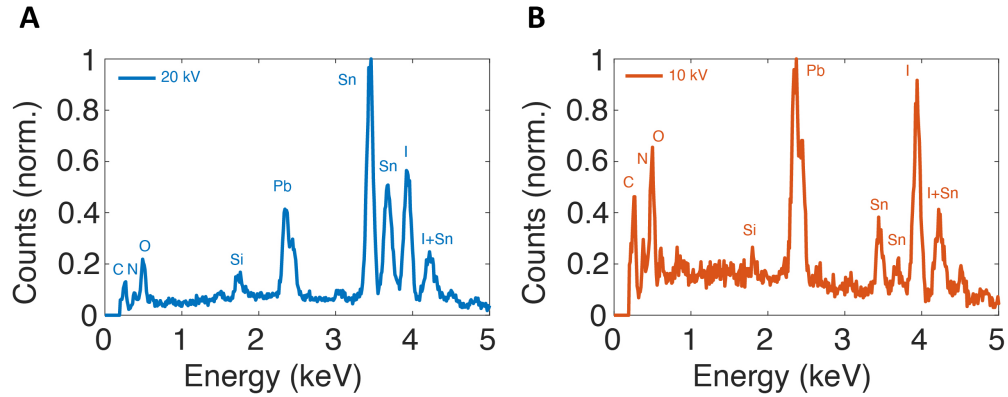 A
20 kV
Sn
Sn
I
Pb
I+Sn
O
C N
Si
1
0.8
0.6
0.4
0.2
0
0 1 2 3 4 5
Energy (keV)
Counts (norm.)
B
10 kV
Pb
I
O
N
C
I+Sn
Sn
Si
Sn
1
0.8
0.6
0.4
0.2
0
0 1 2 3 4 5
Energy (keV)
Counts (norm.)